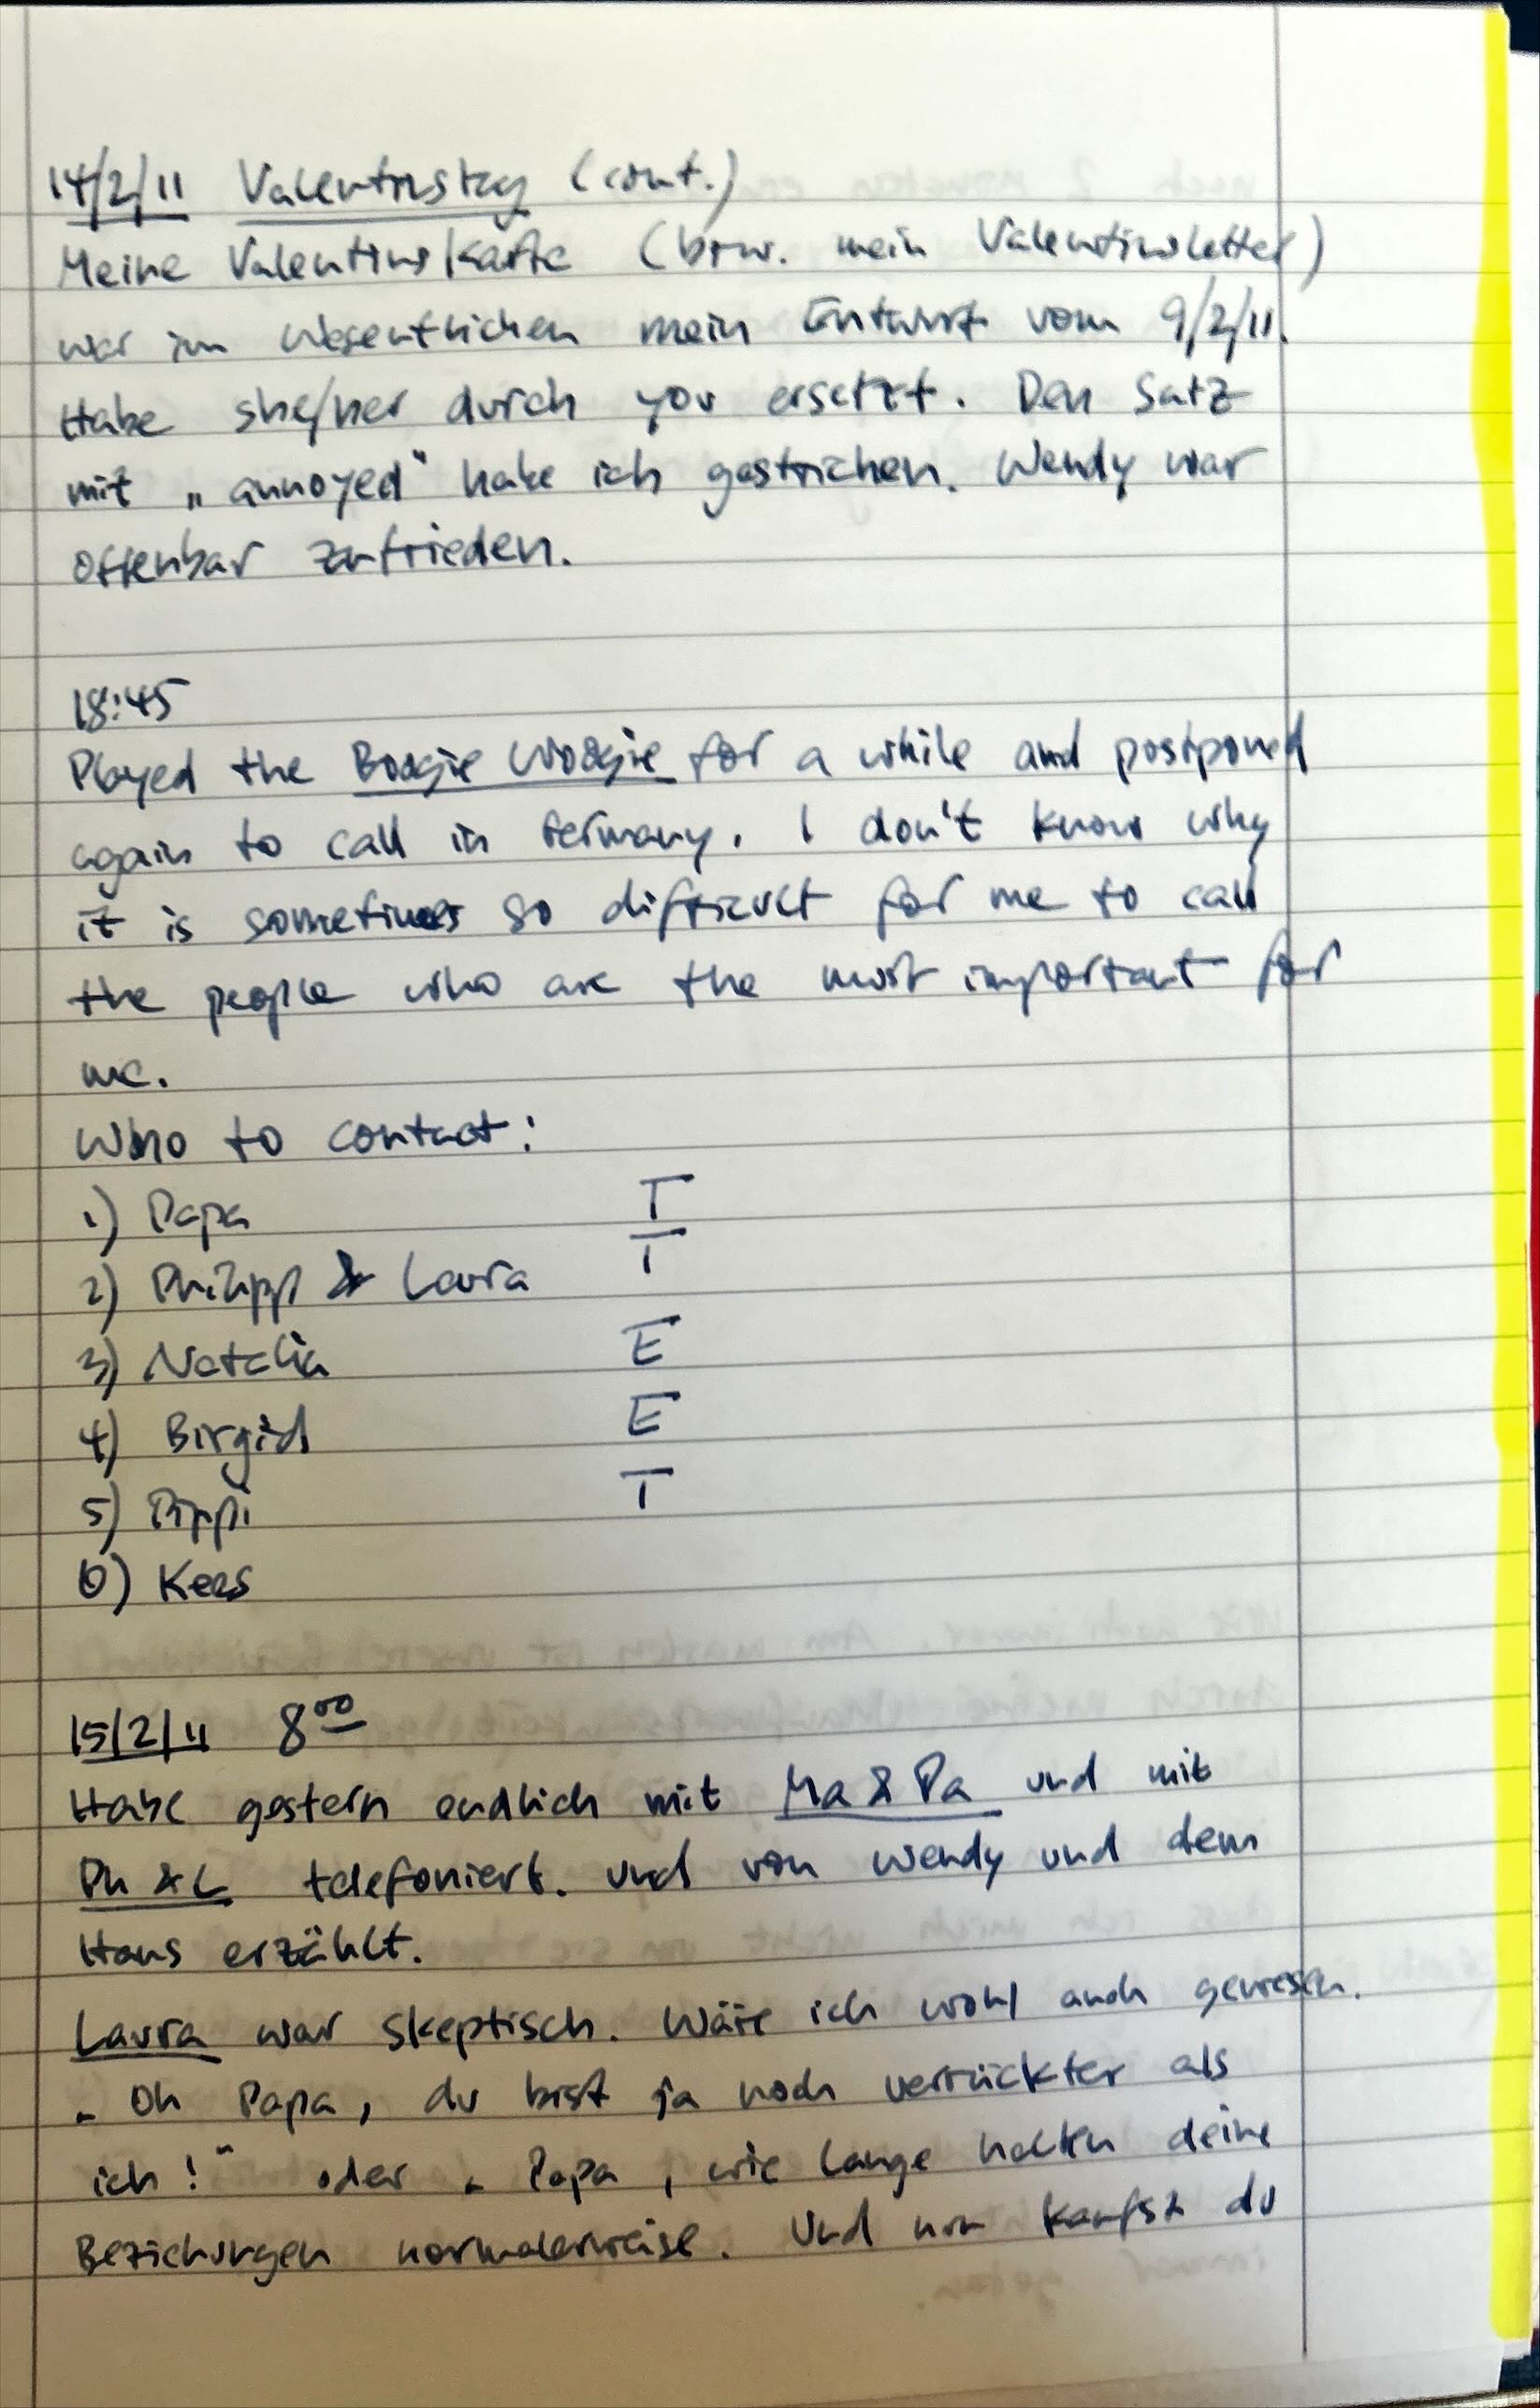 14/2/11 Valentinstag (cont.)
Meine Valentinskarte (bzw. mein Valentinsletter)
war im Wesentlichen mein Entwurf vom 9/2/11.
Habe she/her durch you ersetzt. Den Satz
mit „annoyed" habe ich gestrichen. Wendy war
offenbar zufrieden.
18:45
Played the Boogie Woogie for a while and postponed
again to call in Germany. I don't know why
it is sometimes so difficult for me to call
the people who are the most important for
me.
Who to contact:
1) Papa T
2) Philipp & Laura T
3) Natalia E
4) Birgid E
5) Pippi T
6) Kees
15/2/11 8⁰⁰
Habe gestern endlich mit Ma & Pa und mit
Ph & L telefoniert. Und von Wendy und dem
Haus erzählt.
Laura war skeptisch. Wäre ich wohl auch gewesen.
„Oh Papa, du bist ja noch verrückter als
ich!" oder „Papa, wie lange halten deine
Beziehungen normalerweise. Und nun kaufst du